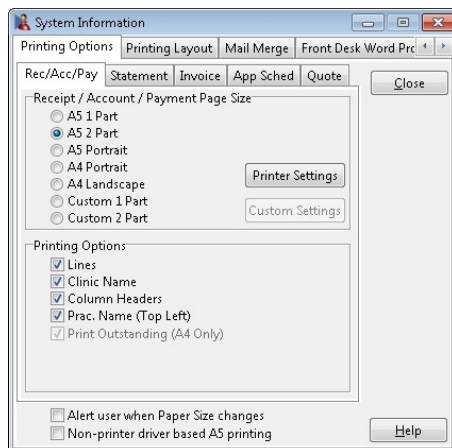 System Information
Printing Options Printing Layout Mail Merge Front Desk Word Prc
Rec/Acc/Pay Statement Invoice App Sched Quote
Close
Receipt / Account / Payment Page Size
A5 1 Part
A5 2 Part
A5 Portrait
A4 Portrait
A4 Landscape
Custom 1 Part
Custom 2 Part
Printer Settings
Custom Settings
Printing Options
Lines
Clinic Name
Column Headers
Prac. Name (Top Left)
Print Outstanding (A4 Only)
Alert user when Paper Size changes
Non-printer driver based A5 printing
Help